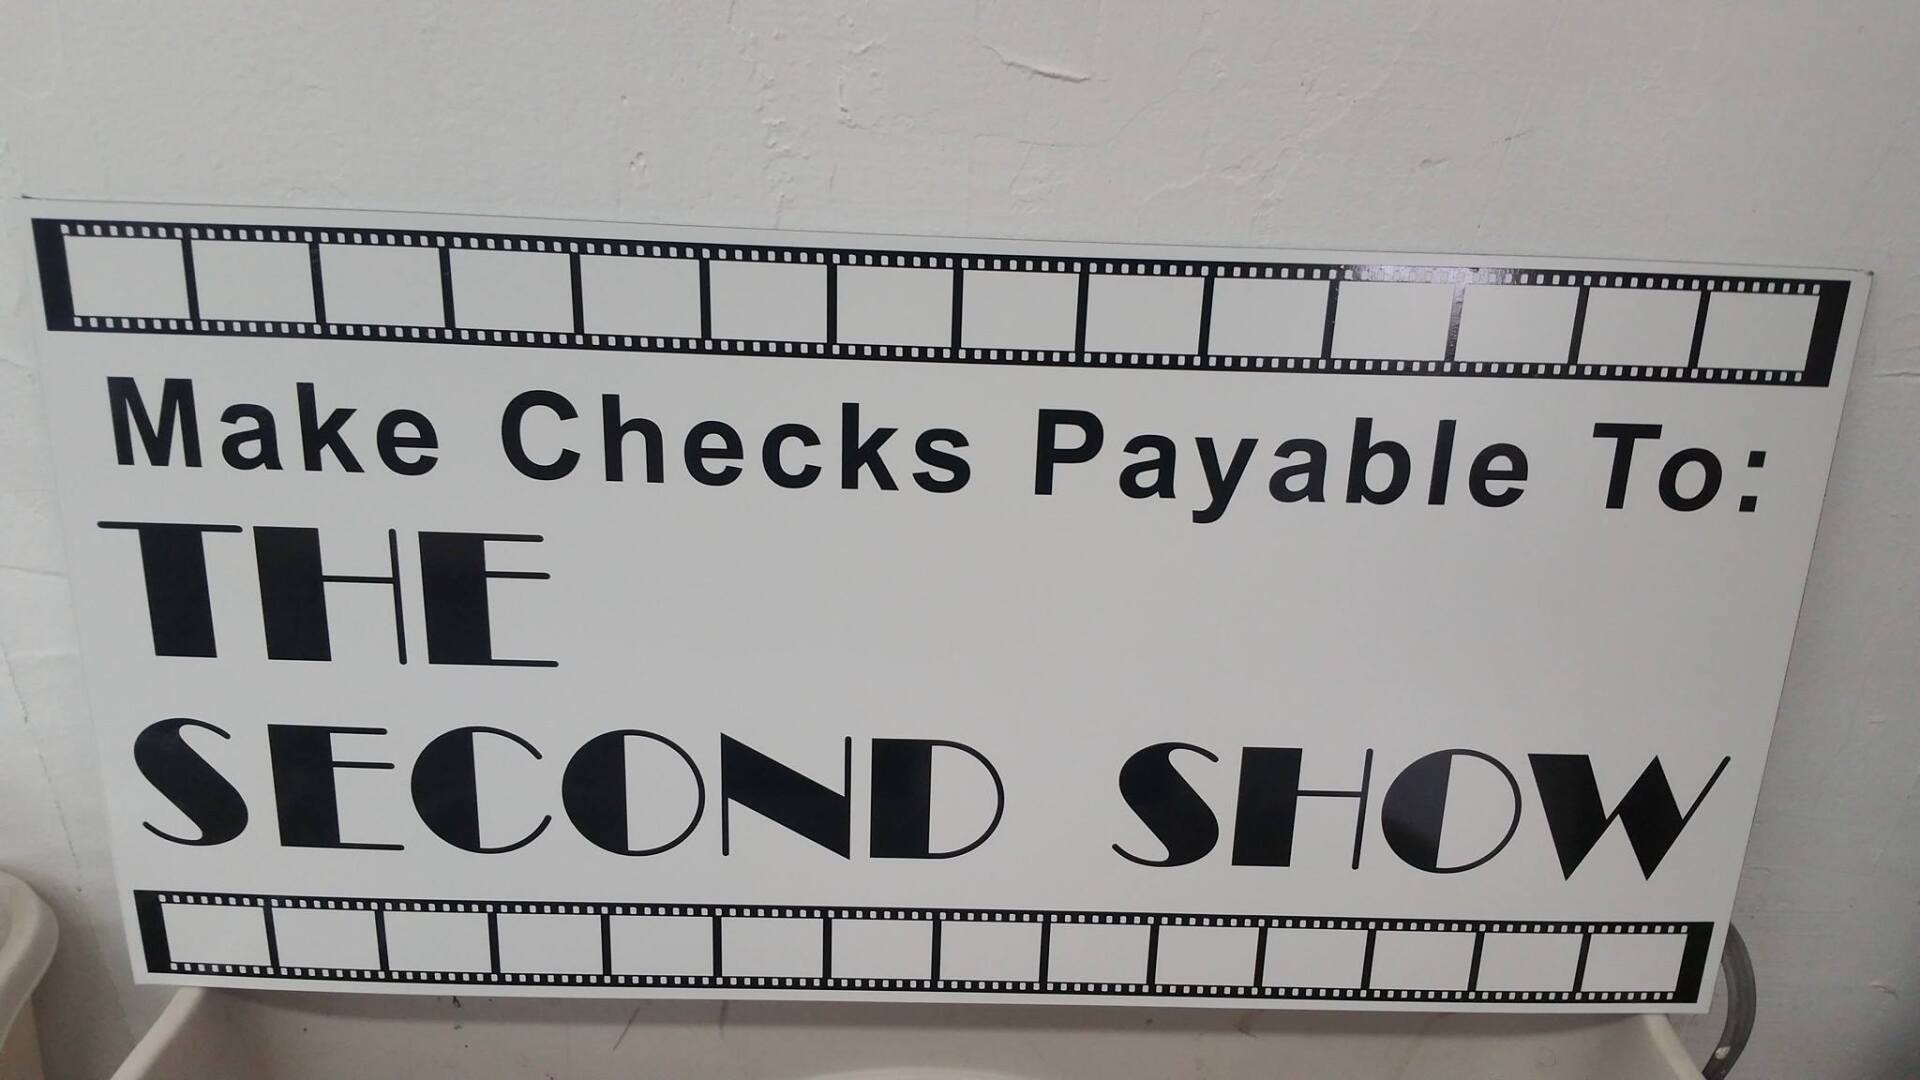 Make Checks Payable To:
THE
SECOND SHOW